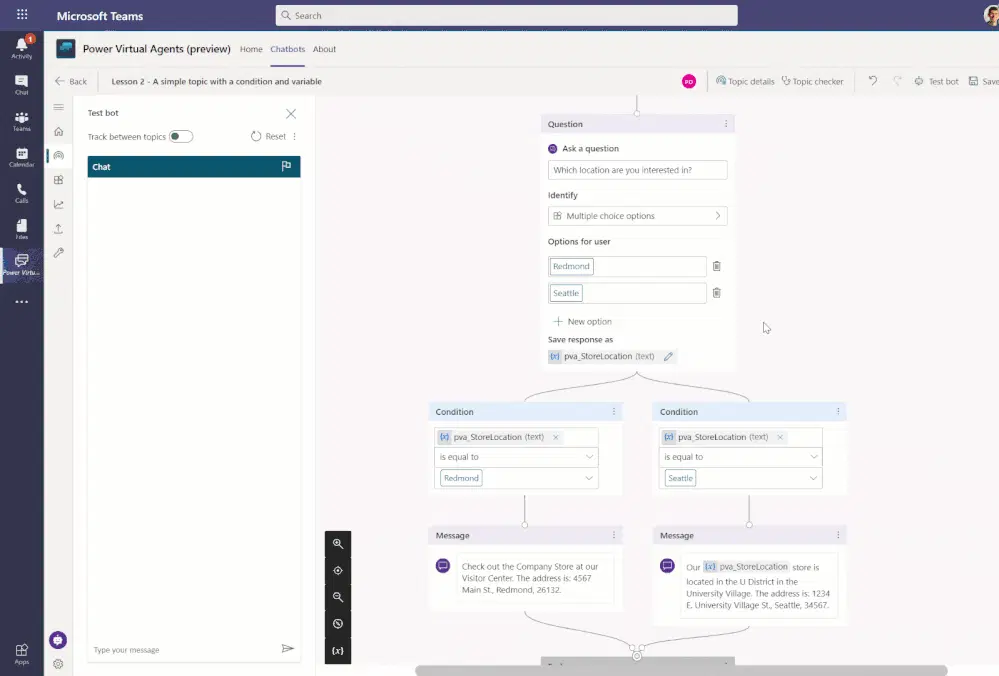 Microsoft Teams
Search
1
Activity
Chat
Teams
Calendar
Calls
Files
Power Virtu...
Apps
Power Virtual Agents (preview)
Home
Chatbots
About
Back
Lesson 2 - A simple topic with a condition and variable
PD
Topic details
Topic checker
Test bot
Save
Test bot
Track between topics
Reset
Chat
Type your message
{x}
Question
Ask a question
Which location are you interested in?
Identify
Multiple choice options
Options for user
Redmond
Seattle
New option
Save response as
{x} pva_StoreLocation (text)
Condition
{x} pva_StoreLocation (text)
is equal to
Redmond
Condition
{x} pva_StoreLocation (text)
is equal to
Seattle
Message
Check out the Company Store at our
Visitor Center. The address is: 4567
Main St., Redmond, 26132.
Message
Our {x} pva_StoreLocation store is
located in the U District in the
University Village. The address is: 1234
E. University Village St., Seattle, 34567.